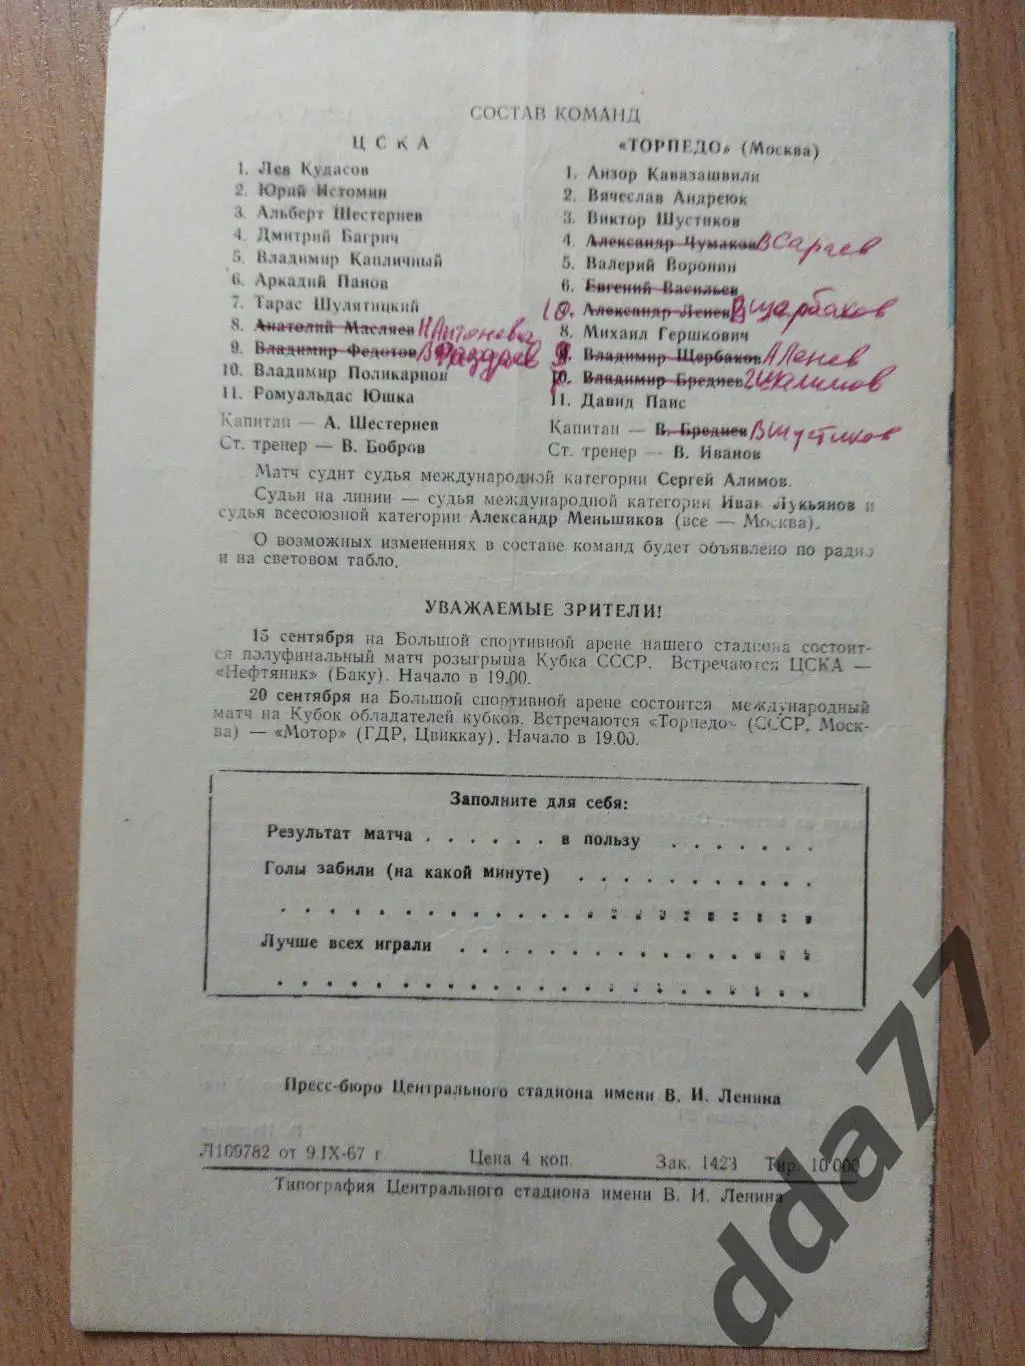 СОСТАВ КОМАНД
ЦСКА
1. Лев Кудасов
2. Юрий Истомин
3. Альберт Шестернев
4. Дмитрий Багрич
5. Владимир Капличный
6. Аркадий Панов
7. Тарас Шулятицкий
8. Анатолий Масляев Н Антоневич
9. Владимир Федотов В
10. Владимир Поликарпов
11. Ромуальдас Юшка
Капитан — А. Шестернев
Ст. тренер — В. Бобров
«ТОРПЕДО» (Москва)
1. Анзор Кавазашвили
2. Вячеслав Андреюк
3. Виктор Шустиков
4. Александр Чумаков В Сараев
5. Валерий Воронин
6. Евгений Васильев
10. Александр Ленев В Щербаков
8. Михаил Гершкович
9. Владимир Щербаков А Ленев
10. Владимир Бреднев Г Шалимов
11. Давид Паис
Капитан — В. Бреднев В Шустиков
Ст. тренер — В. Иванов
Матч судит судья международной категории Сергей Алимов.
Судьи на линии — судья международной категории Иван Лукьянов и
судья всесоюзной категории Александр Меньшиков (все — Москва).
О возможных изменениях в составе команд будет объявлено по радио
и на световом табло.
УВАЖАЕМЫЕ ЗРИТЕЛИ!
15 сентября на Большой спортивной арене нашего стадиона состоит-
ся полуфинальный матч розыгрыша Кубка СССР. Встречаются ЦСКА —
«Нефтяник» (Баку). Начало в 19.00.
20 сентября на Большой спортивной арене состоится международный
матч на Кубок обладателей кубков. Встречаются «Торпедо» (СССР, Моск-
ва) — «Мотор» (ГДР, Цвиккау). Начало в 19.00.
Заполните для себя:
Результат матча . . . . . . в пользу . . . . . . .
Голы забили (на какой минуте) . . . . . . . . . . . .
Лучше всех играли . . . . . . . . . . . . . . .
Пресс-бюро Центрального стадиона имени В. И. Ленина
Л109782 от 9.IX-67 г. Цена 4 коп. Зак. 1423 Тир. 10 000
Типография Центрального стадиона имени В. И. Ленина
dda77